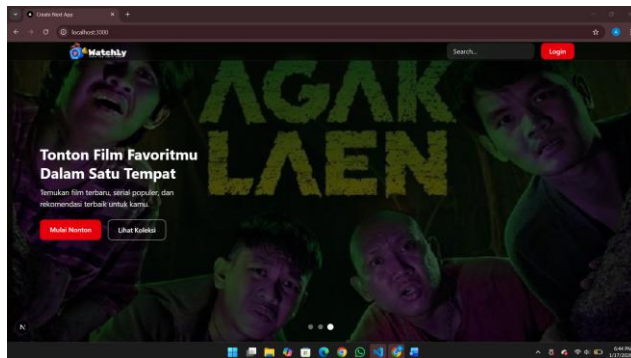 Create Next App
localhost:3000
Watchly
Search...
Login
AGAK
LAEN
Tonton Film Favoritmu
Dalam Satu Tempat
Temukan film terbaru, serial populer, dan
rekomendasi terbaik untuk kamu.
Mulai Nonton
Lihat Koleksi
N